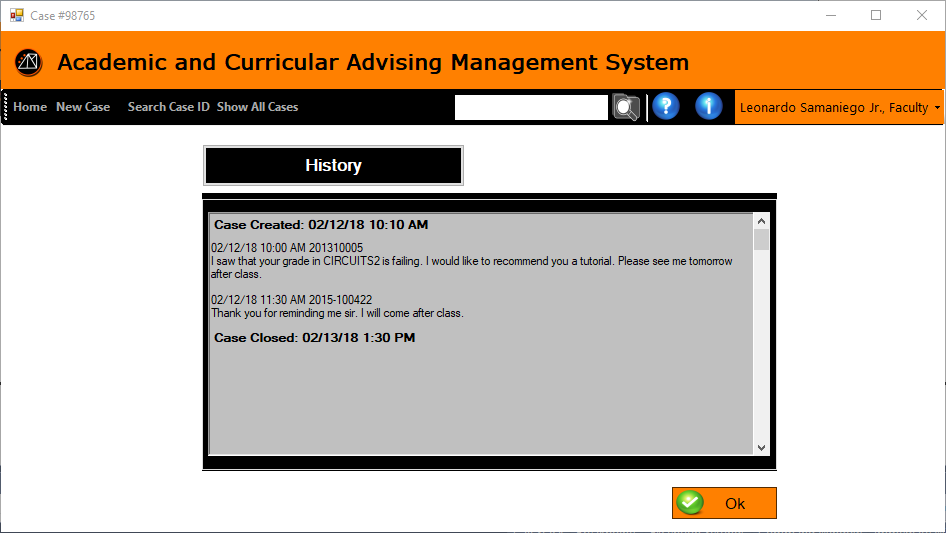 Case #98765
Academic and Curricular Advising Management System
Home New Case Search Case ID Show All Cases
Leonardo Samaniego Jr., Faculty
History
Case Created: 02/12/18 10:10 AM
02/12/18 10:00 AM 201310005
I saw that your grade in CIRCUITS2 is failing. I would like to recommend you a tutorial. Please see me tomorrow
after class.
02/12/18 11:30 AM 2015-100422
Thank you for reminding me sir. I will come after class.
Case Closed: 02/13/18 1:30 PM
Ok